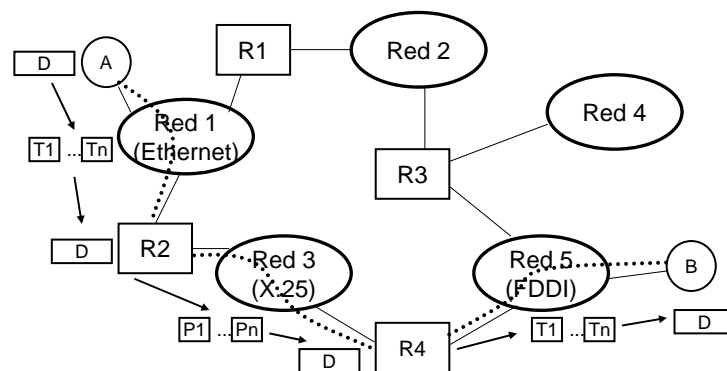 R1
Red 2
D
A
Red 1
(Ethernet)
Red 4
T1 ... Tn
R3
D
R2
Red 3
(X.25)
Red 5
(FDDI)
B
P1 ... Pn
D
R4
T1 ... Tn
D